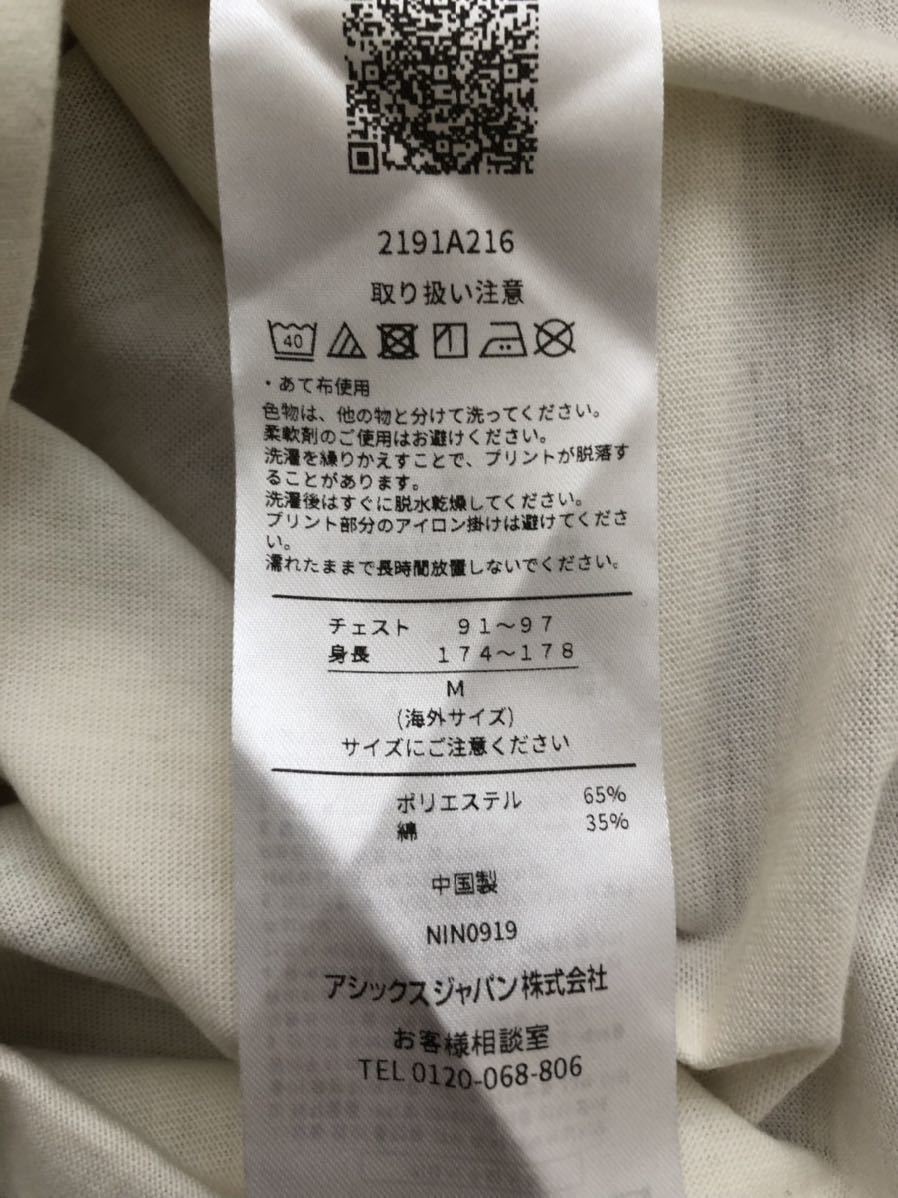 2191A216
取り扱い注意
40
・あて布使用
色物は、他の物と分けて洗ってください。
柔軟剤のご使用はお避けください。
洗濯を繰りかえすことで、プリントが脱落す
ることがあります。
洗濯後はすぐに脱水乾燥してください。
プリント部分のアイロン掛けは避けてくださ
い。
濡れたままで長時間放置しないでください。
チェスト 91～97
身長 174～178
M
(海外サイズ)
サイズにご注意ください
ポリエステル 65%
綿 35%
中国製
NIN0919
アシックスジャパン株式会社
お客様相談室
TEL 0120-068-806